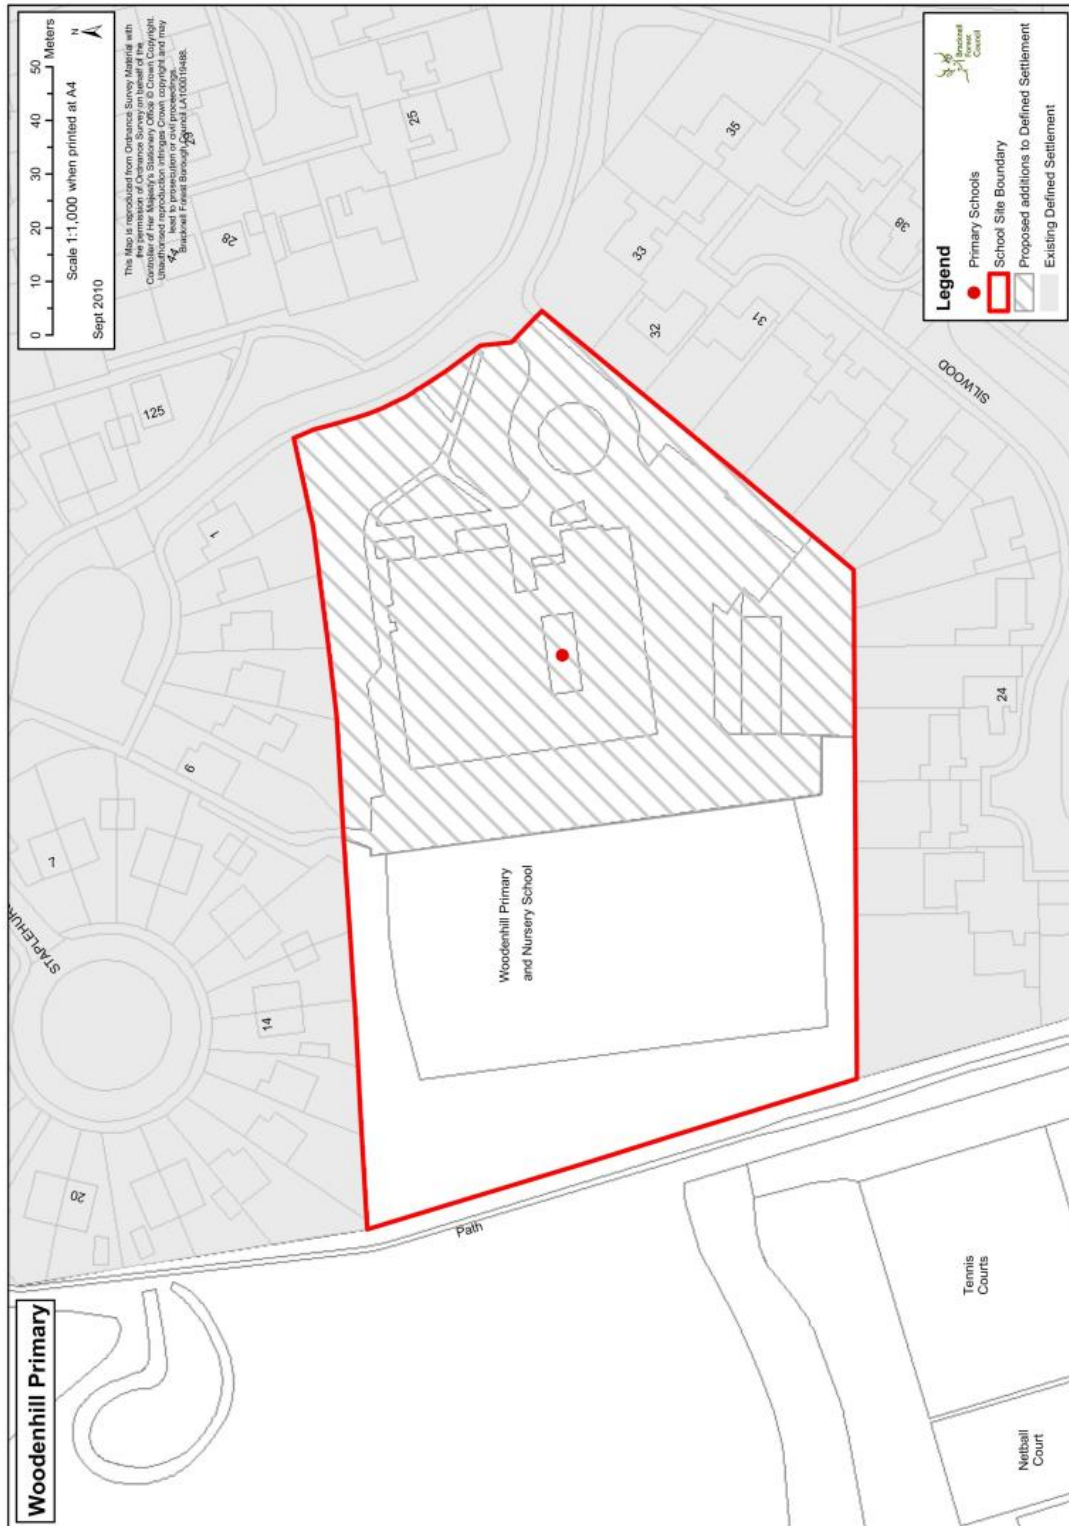 Woodenhill Primary
0 10 20 30 40 50 Meters
Scale 1:1,000 when printed at A4
N
Sept 2010
This Map is reproduced from Ordnance Survey Material with
the permission of Ordnance Survey on behalf of the
Controller of Her Majesty's Stationery Office © Crown Copyright.
Unauthorised reproduction infringes Crown copyright and may
lead to prosecution or civil proceedings.
Bracknell Forest Borough Council LA100019488.
STAPLEHUR
20
14
7
6
1
125
44
28
29
25
Path
Woodenhill Primary
and Nursery School
32
33
31
35
38
SILWOOD
24
Tennis
Courts
Netball
Court
Legend
Primary Schools
School Site Boundary
Proposed additions to Defined Settlement
Existing Defined Settlement
Bracknell
Forest
Council